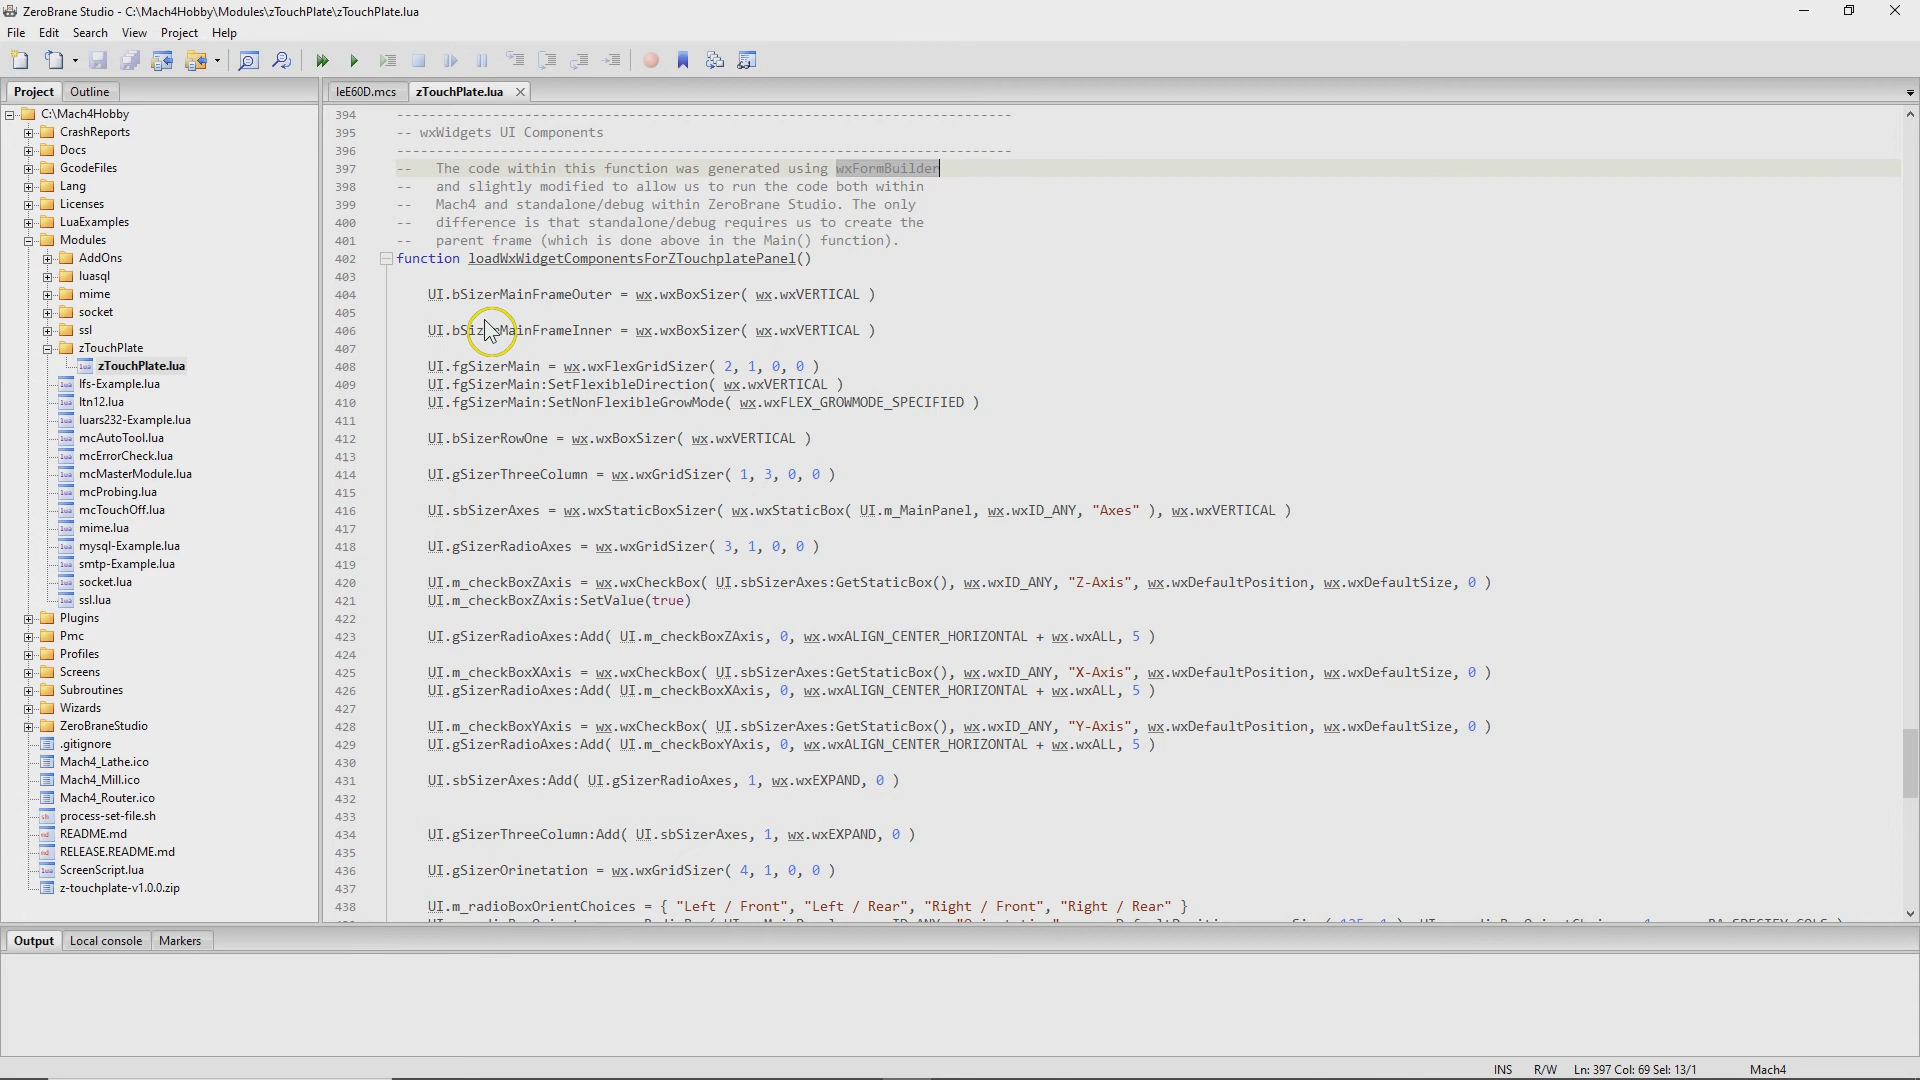 ZeroBrane Studio - C:\Mach4Hobby\Modules\zTouchPlate\zTouchPlate.lua
File Edit Search View Project Help
Project Outline
C:\Mach4Hobby
CrashReports
Docs
GcodeFiles
Lang
Licenses
LuaExamples
Modules
AddOns
luasql
mime
socket
ssl
zTouchPlate
zTouchPlate.lua
lfs-Example.lua
ltn12.lua
luars232-Example.lua
mcAutoTool.lua
mcErrorCheck.lua
mcMasterModule.lua
mcProbing.lua
mcTouchOff.lua
mime.lua
mysql-Example.lua
smtp-Example.lua
socket.lua
ssl.lua
Plugins
Pmc
Profiles
Screens
Subroutines
Wizards
ZeroBraneStudio
.gitignore
Mach4_Lathe.ico
Mach4_Mill.ico
Mach4_Router.ico
process-set-file.sh
README.md
RELEASE.README.md
ScreenScript.lua
z-touchplate-v1.0.0.zip
IeE60D.mcs zTouchPlate.lua
394 -----------------------------------------------------------------------------
395 -- wxWidgets UI Components
396 -----------------------------------------------------------------------------
397 --   The code within this function was generated using wxFormBuilder
398 --   and slightly modified to allow us to run the code both within
399 --   Mach4 and standalone/debug within ZeroBrane Studio. The only
400 --   difference is that standalone/debug requires us to create the
401 --   parent frame (which is done above in the Main() function).
402 function loadWxWidgetComponentsForZTouchplatePanel()
403
404 UI.bSizerMainFrameOuter = wx.wxBoxSizer( wx.wxVERTICAL )
405
406 UI.bSizerMainFrameInner = wx.wxBoxSizer( wx.wxVERTICAL )
407
408 UI.fgSizerMain = wx.wxFlexGridSizer( 2, 1, 0, 0 )
409 UI.fgSizerMain:SetFlexibleDirection( wx.wxVERTICAL )
410 UI.fgSizerMain:SetNonFlexibleGrowMode( wx.wxFLEX_GROWMODE_SPECIFIED )
411
412 UI.bSizerRowOne = wx.wxBoxSizer( wx.wxVERTICAL )
413
414 UI.gSizerThreeColumn = wx.wxGridSizer( 1, 3, 0, 0 )
415
416 UI.sbSizerAxes = wx.wxStaticBoxSizer( wx.wxStaticBox( UI.m_MainPanel, wx.wxID_ANY, "Axes" ), wx.wxVERTICAL )
417
418 UI.gSizerRadioAxes = wx.wxGridSizer( 3, 1, 0, 0 )
419
420 UI.m_checkBoxZAxis = wx.wxCheckBox( UI.sbSizerAxes:GetStaticBox(), wx.wxID_ANY, "Z-Axis", wx.wxDefaultPosition, wx.wxDefaultSize, 0 )
421 UI.m_checkBoxZAxis:SetValue(true)
422
423 UI.gSizerRadioAxes:Add( UI.m_checkBoxZAxis, 0, wx.wxALIGN_CENTER_HORIZONTAL + wx.wxALL, 5 )
424
425 UI.m_checkBoxXAxis = wx.wxCheckBox( UI.sbSizerAxes:GetStaticBox(), wx.wxID_ANY, "X-Axis", wx.wxDefaultPosition, wx.wxDefaultSize, 0 )
426 UI.gSizerRadioAxes:Add( UI.m_checkBoxXAxis, 0, wx.wxALIGN_CENTER_HORIZONTAL + wx.wxALL, 5 )
427
428 UI.m_checkBoxYAxis = wx.wxCheckBox( UI.sbSizerAxes:GetStaticBox(), wx.wxID_ANY, "Y-Axis", wx.wxDefaultPosition, wx.wxDefaultSize, 0 )
429 UI.gSizerRadioAxes:Add( UI.m_checkBoxYAxis, 0, wx.wxALIGN_CENTER_HORIZONTAL + wx.wxALL, 5 )
430
431 UI.sbSizerAxes:Add( UI.gSizerRadioAxes, 1, wx.wxEXPAND, 0 )
432
433
434 UI.gSizerThreeColumn:Add( UI.sbSizerAxes, 1, wx.wxEXPAND, 0 )
435
436 UI.gSizerOrinetation = wx.wxGridSizer( 4, 1, 0, 0 )
437
438 UI.m_radioBoxOrientChoices = { "Left / Front", "Left / Rear", "Right / Front", "Right / Rear" }
Output Local console Markers
INS R/W Ln: 397 Col: 69 Sel: 13/1 Mach4